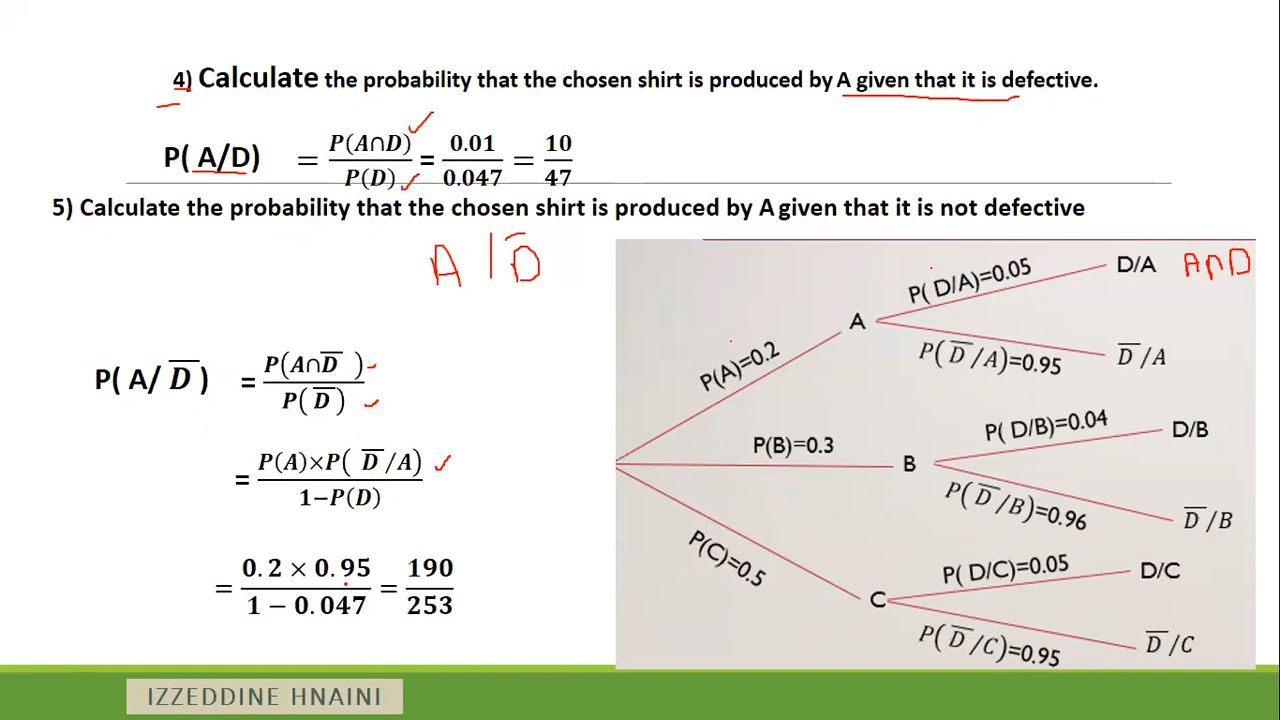 4) Calculate the probability that the chosen shirt is produced by A given that it is defective.
P( A/D) = P(A∩D)/P(D) = 0.01/0.047 = 10/47
5) Calculate the probability that the chosen shirt is produced by A given that it is not defective
A | D̅
P( A/ D̅ ) = P(A∩D̅ )/P( D̅ )
= P(A)×P( D̅ /A)/1−P(D)
= 0.2 × 0.95/1 − 0.047 = 190/253
P( D/A)=0.05
D/A
A∩D
A
P(A)=0.2
P( D̅ /A)=0.95
D̅ /A
P( D/B)=0.04
D/B
P(B)=0.3
B
P( D̅ /B)=0.96
D̅ /B
P(C)=0.5
P( D/C)=0.05
D/C
C
P( D̅ /C)=0.95
D̅ /C
IZZEDDINE HNAINI